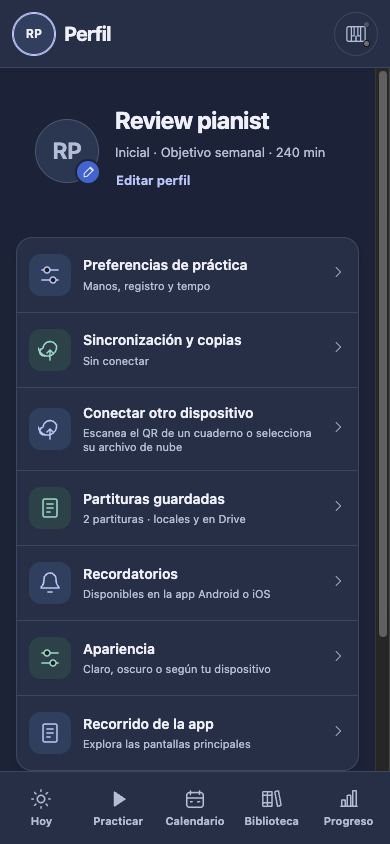 RP Perfil
RP
Review pianist
Inicial · Objetivo semanal · 240 min
Editar perfil
Preferencias de práctica
Manos, registro y tempo
Sincronización y copias
Sin conectar
Conectar otro dispositivo
Escanea el QR de un cuaderno o selecciona
su archivo de nube
Partituras guardadas
2 partituras · locales y en Drive
Recordatorios
Disponibles en la app Android o iOS
Apariencia
Claro, oscuro o según tu dispositivo
Recorrido de la app
Explora las pantallas principales
Hoy Practicar Calendario Biblioteca Progreso